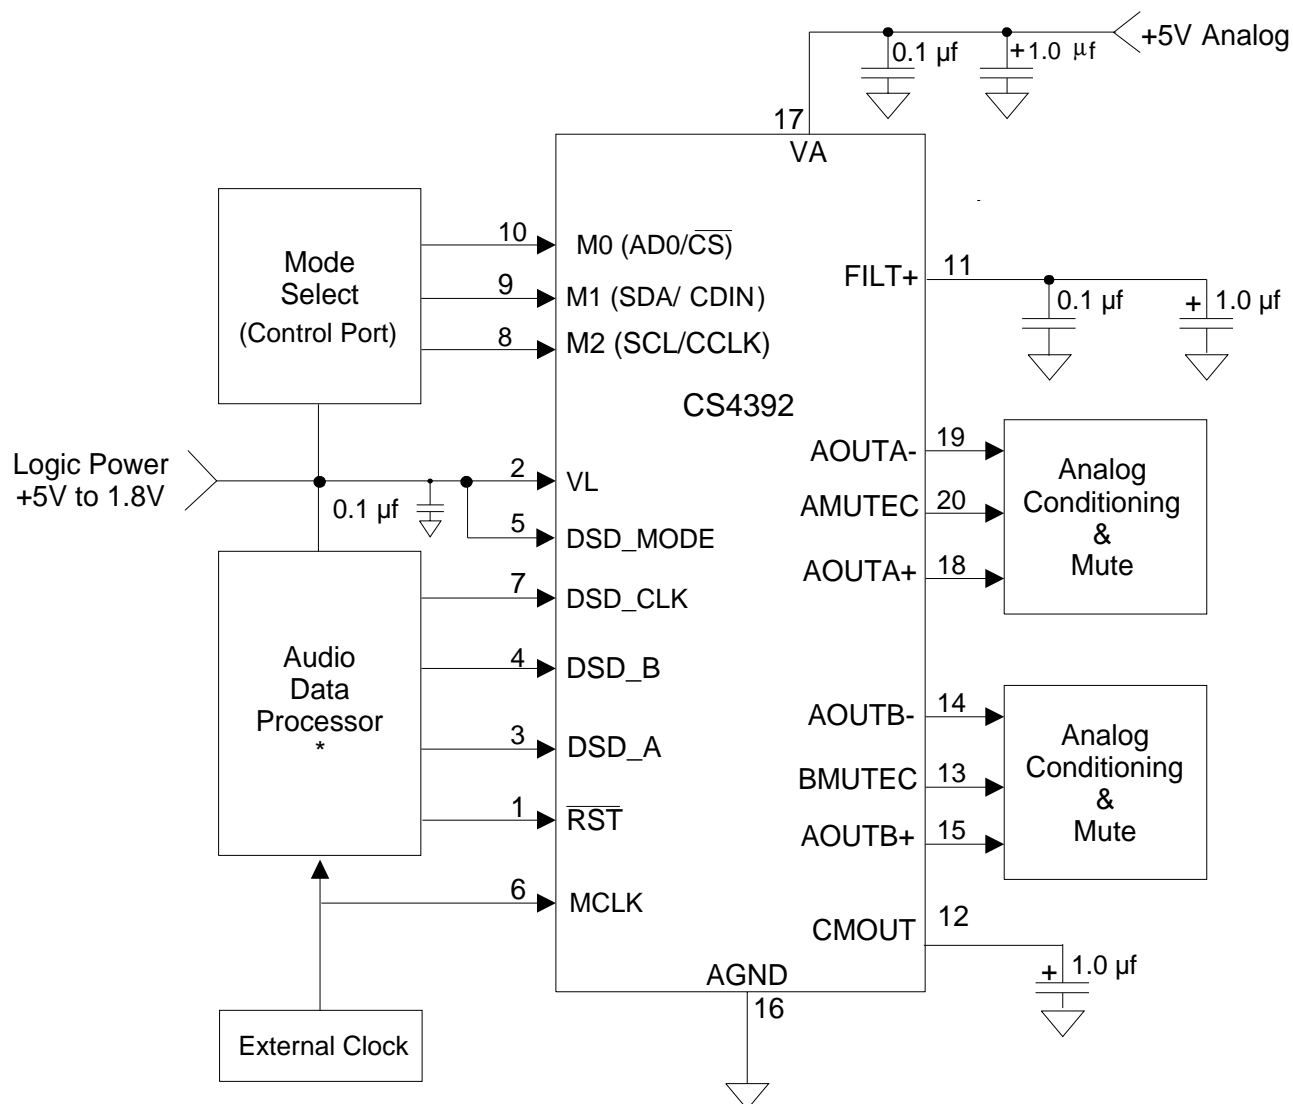 +5V Analog
0.1 µf
+
1.0 µf
17
VA
Mode
Select
(Control Port)
10
M0 (AD0/C̅S̅)
9
M1 (SDA/ CDIN)
8
M2 (SCL/CCLK)
FILT+
11
0.1 µf
+
1.0 µf
CS4392
Logic Power
+5V to 1.8V
0.1 µf
2
VL
5
DSD_MODE
AOUTA-
19
AMUTEC
20
AOUTA+
18
Analog
Conditioning
&
Mute
Audio
Data
Processor
*
7
DSD_CLK
4
DSD_B
3
DSD_A
1
R̅S̅T̅
AOUTB-
14
BMUTEC
13
AOUTB+
15
Analog
Conditioning
&
Mute
6
MCLK
CMOUT
12
+
1.0 µf
AGND
16
External Clock